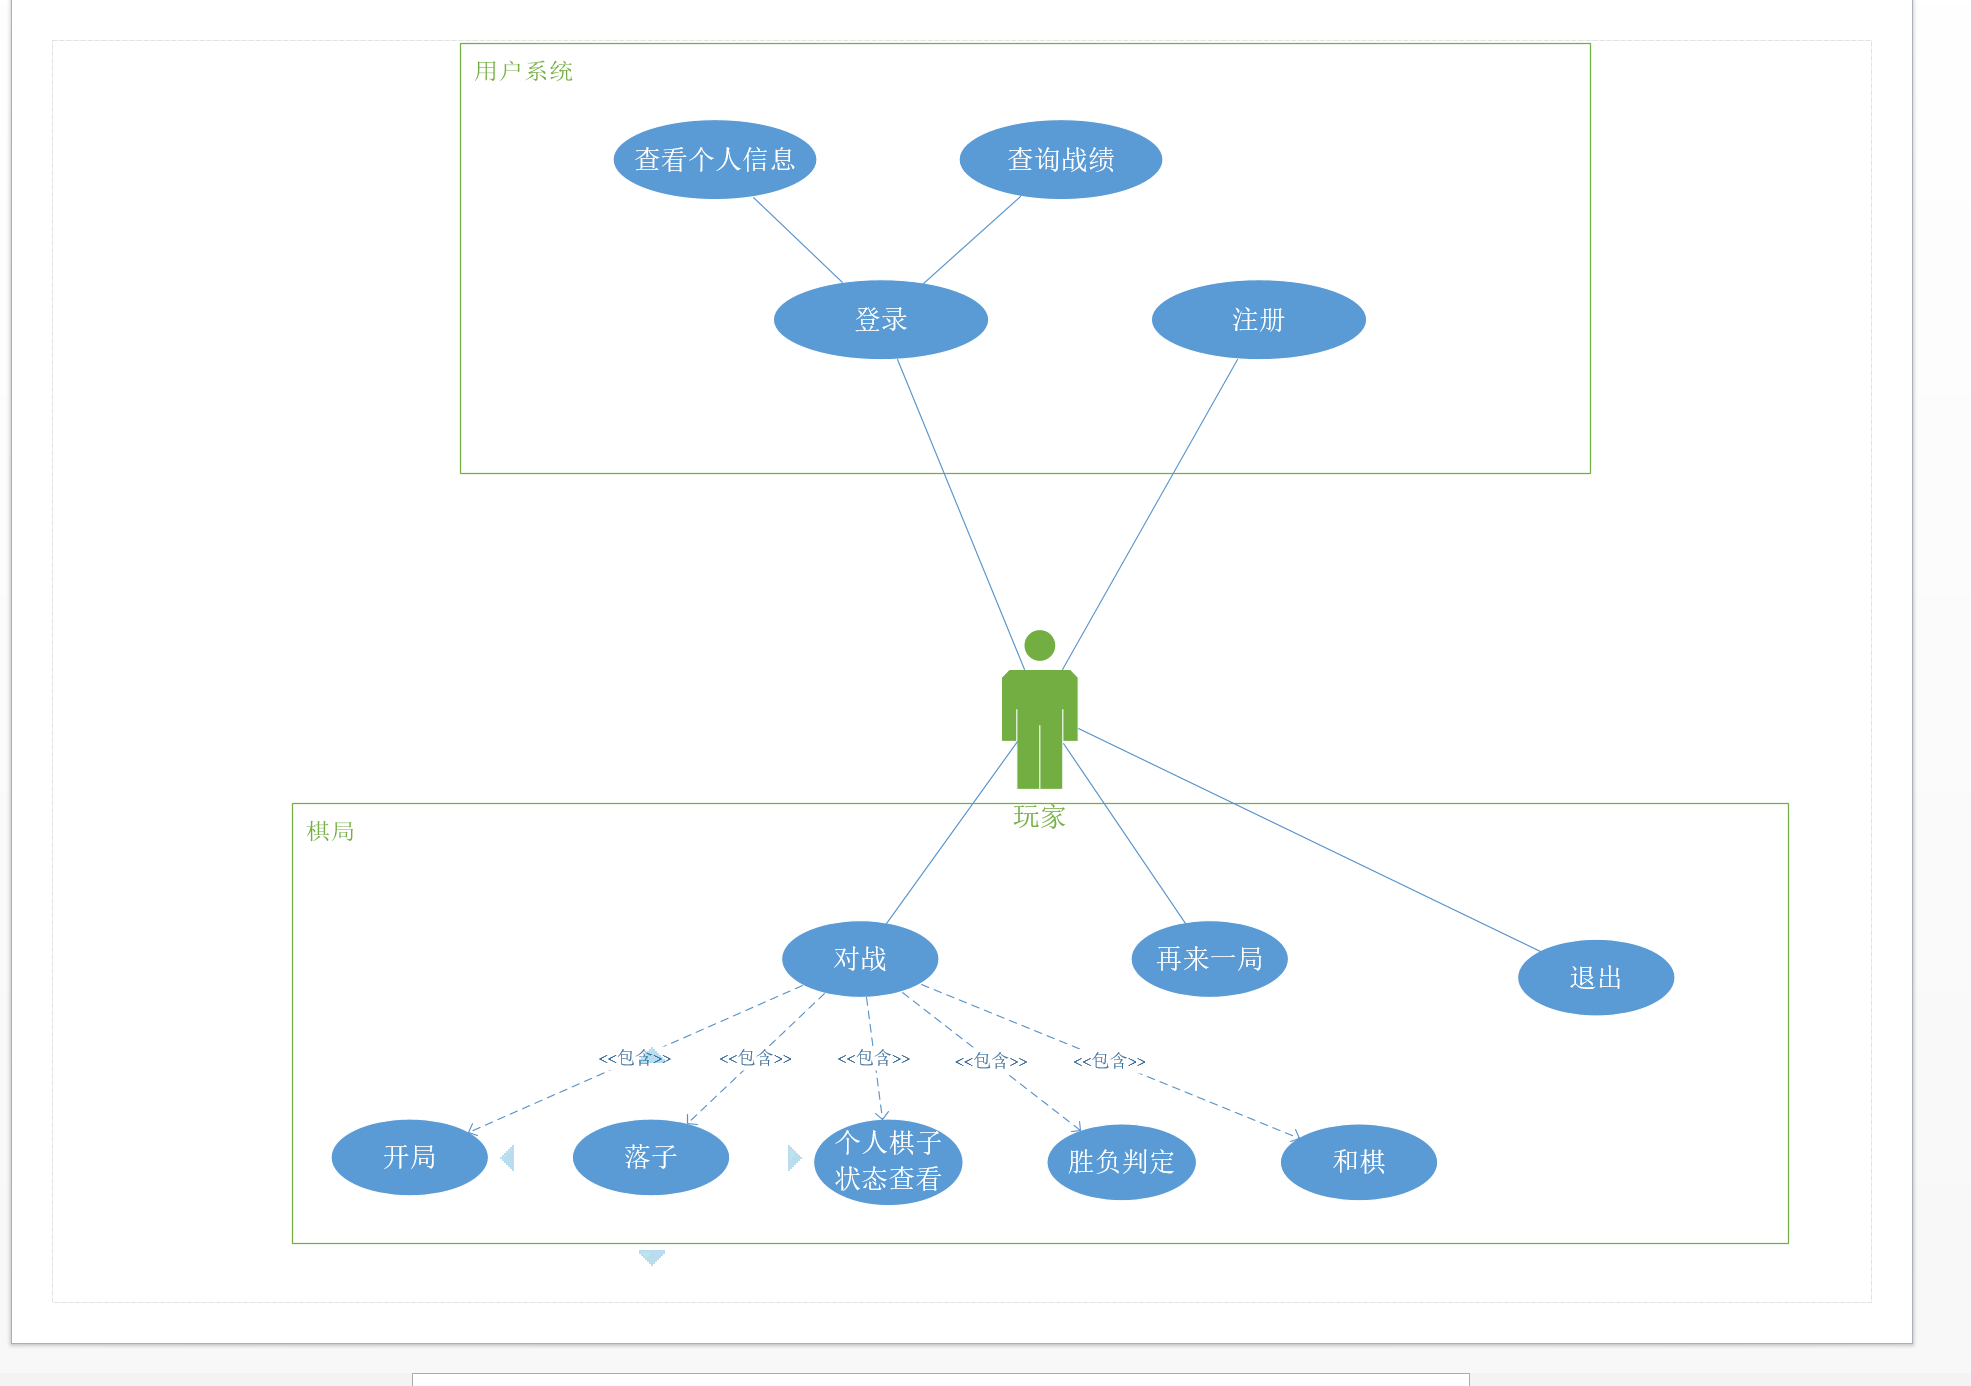 用户系统
查看个人信息
查询战绩
登录
注册
玩家
棋局
对战
再来一局
退出
<<包含>>
<<包含>>
<<包含>>
<<包含>>
<<包含>>
开局
落子
个人棋子
状态查看
胜负判定
和棋